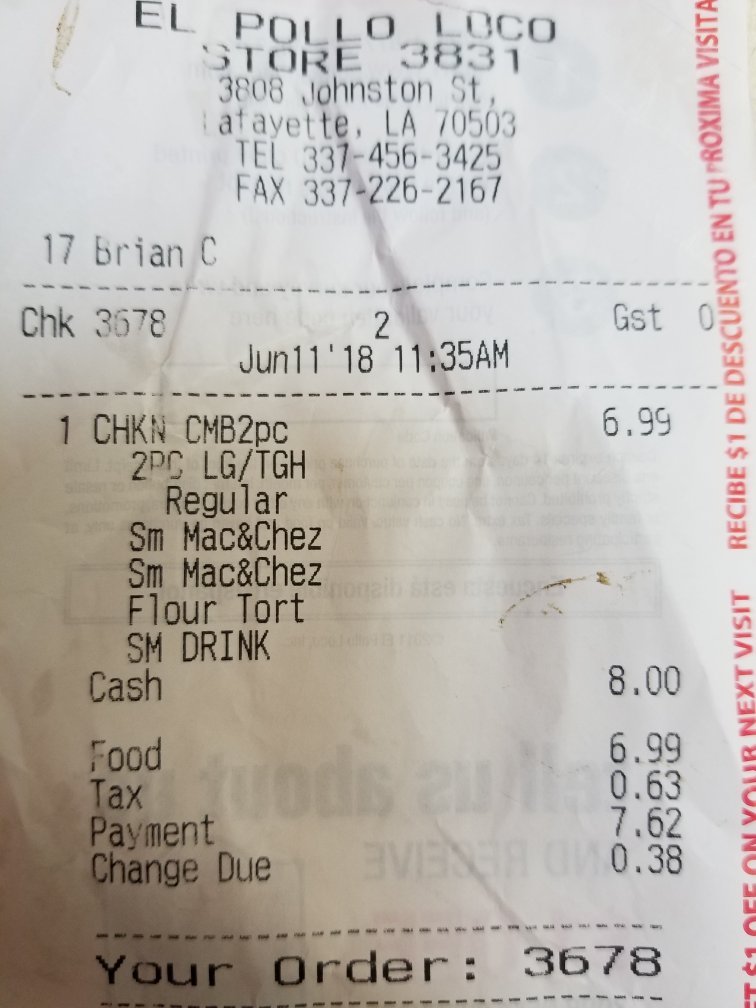 EL POLLO LOCO
STORE 3831
3808 Johnston St,
Lafayette, LA 70503
TEL 337-456-3425
FAX 337-226-2167
17 Brian C
Chk 3678 2 Gst 0
Jun11'18 11:35AM
1 CHKN CMB2pc 6.99
2PC LG/TGH
Regular
Sm Mac&Chez
Sm Mac&Chez
Flour Tort
SM DRINK
Cash 8.00
Food 6.99
Tax 0.63
Payment 7.62
Change Due 0.38
Your Order: 3678
RECIBE $1 DE DESCUENTO EN TU PROXIMA VISITA
$1 OFF ON YOUR NEXT VISIT